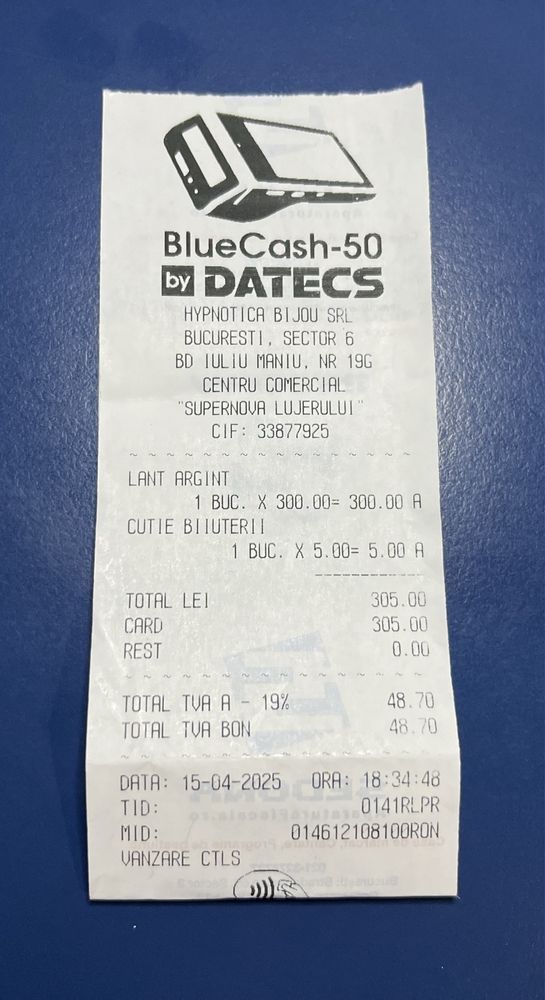 BlueCash-50
by DATECS
HYPNOTICA BIJOU SRL
BUCURESTI, SECTOR 6
BD IULIU MANIU, NR 19G
CENTRU COMERCIAL
"SUPERNOVA LUJERULUI"
CIF: 33877925
LANT ARGINT
1 BUC. X 300.00= 300.00 A
CUTIE BIIUTERII
1 BUC. X 5.00= 5.00 A
TOTAL LEI 305.00
CARD 305.00
REST 0.00
TOTAL TVA A - 19% 48.70
TOTAL TVA BON 48.70
DATA: 15-04-2025 ORA: 18:34:48
TID: 0141RLPR
MID: 014612108100RON
VANZARE CTLS